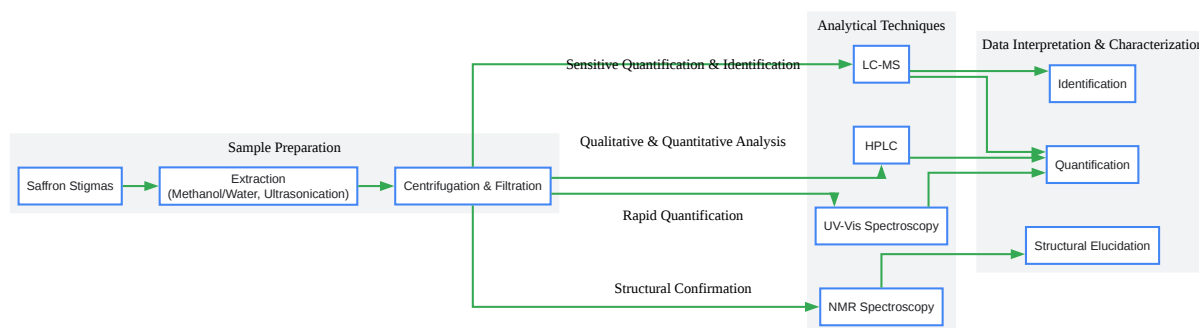 Analytical Techniques
Data Interpretation & Characterization
Sensitive Quantification & Identification
LC-MS
Identification
Sample Preparation
Qualitative & Quantitative Analysis
HPLC
Quantification
Saffron Stigmas
Extraction
(Methanol/Water, Ultrasonication)
Centrifugation & Filtration
Rapid Quantification
UV-Vis Spectroscopy
Structural Elucidation
Structural Confirmation
NMR Spectroscopy